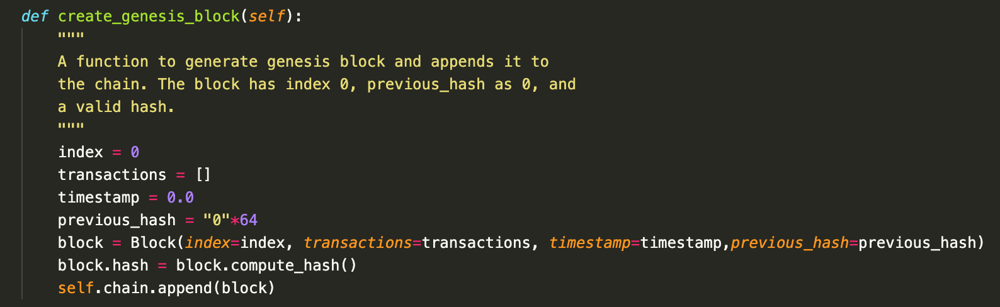 def create_genesis_block(self):
"""
A function to generate genesis block and appends it to
the chain. The block has index 0, previous_hash as 0, and
a valid hash.
"""
index = 0
transactions = []
timestamp = 0.0
previous_hash = "0"*64
block = Block(index=index, transactions=transactions, timestamp=timestamp,previous_hash=previous_hash)
block.hash = block.compute_hash()
self.chain.append(block)